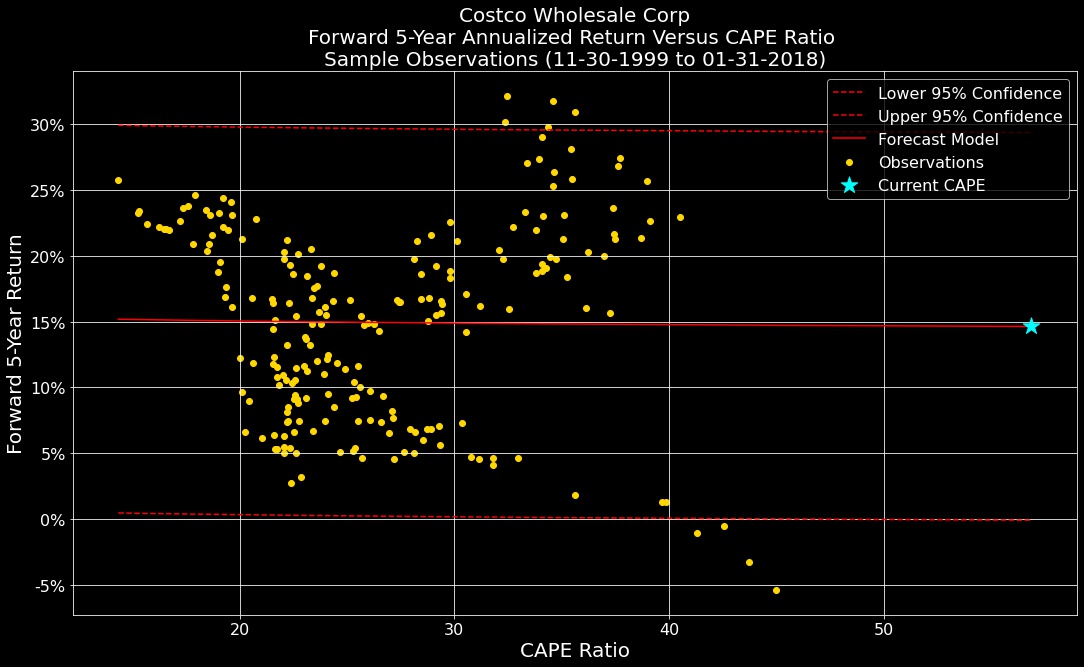 Costco Wholesale Corp
Forward 5-Year Annualized Return Versus CAPE Ratio
Sample Observations (11-30-1999 to 01-31-2018)
Lower 95% Confidence
Upper 95% Confidence
Forecast Model
Observations
Current CAPE
Forward 5-Year Return
30%
25%
20%
15%
10%
5%
0%
-5%
20 30 40 50
CAPE Ratio